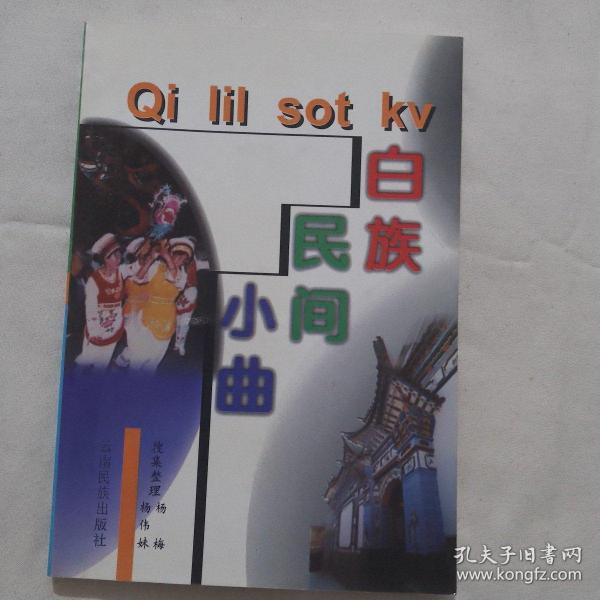 Qi lil sot kv
白族
民间
小曲
搜集整理
杨梅
杨伟妹
云南民族出版社
孔夫子旧书网
www.kongfz.com